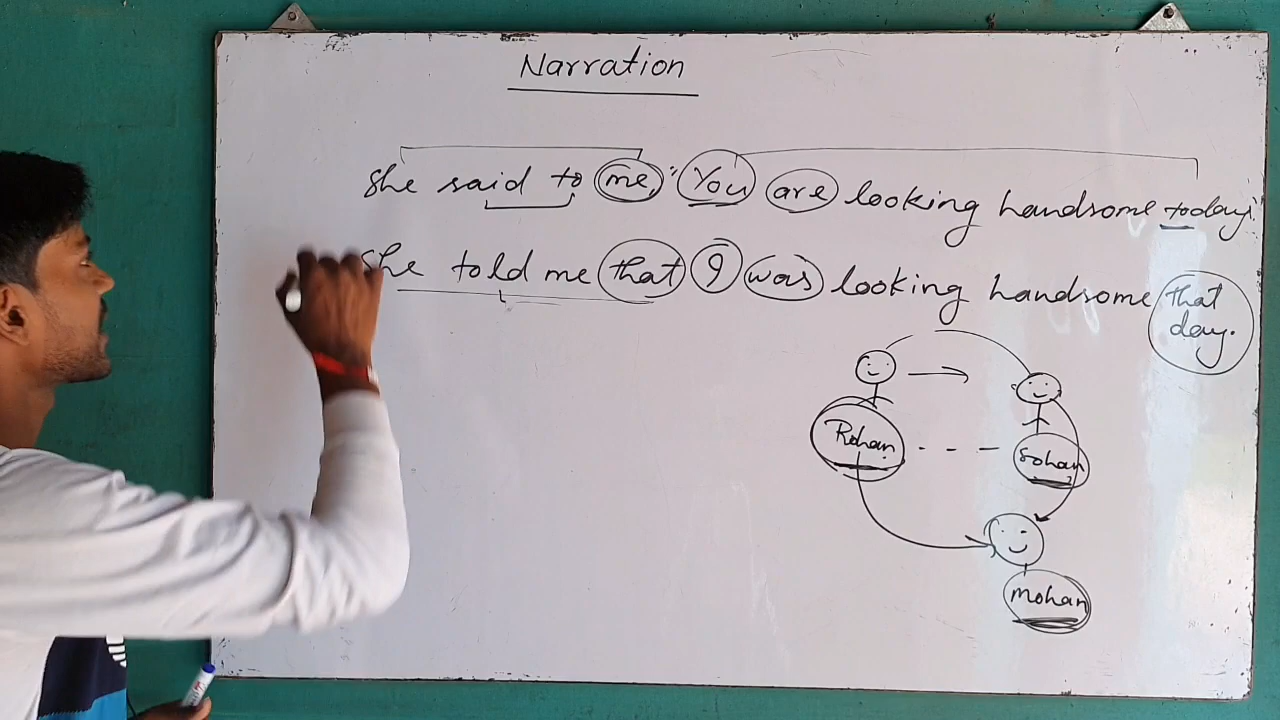 Narration
She said to me, "You are looking handsome today."
She told me that I was looking handsome that day.
Rohan
Sohan
Mohan